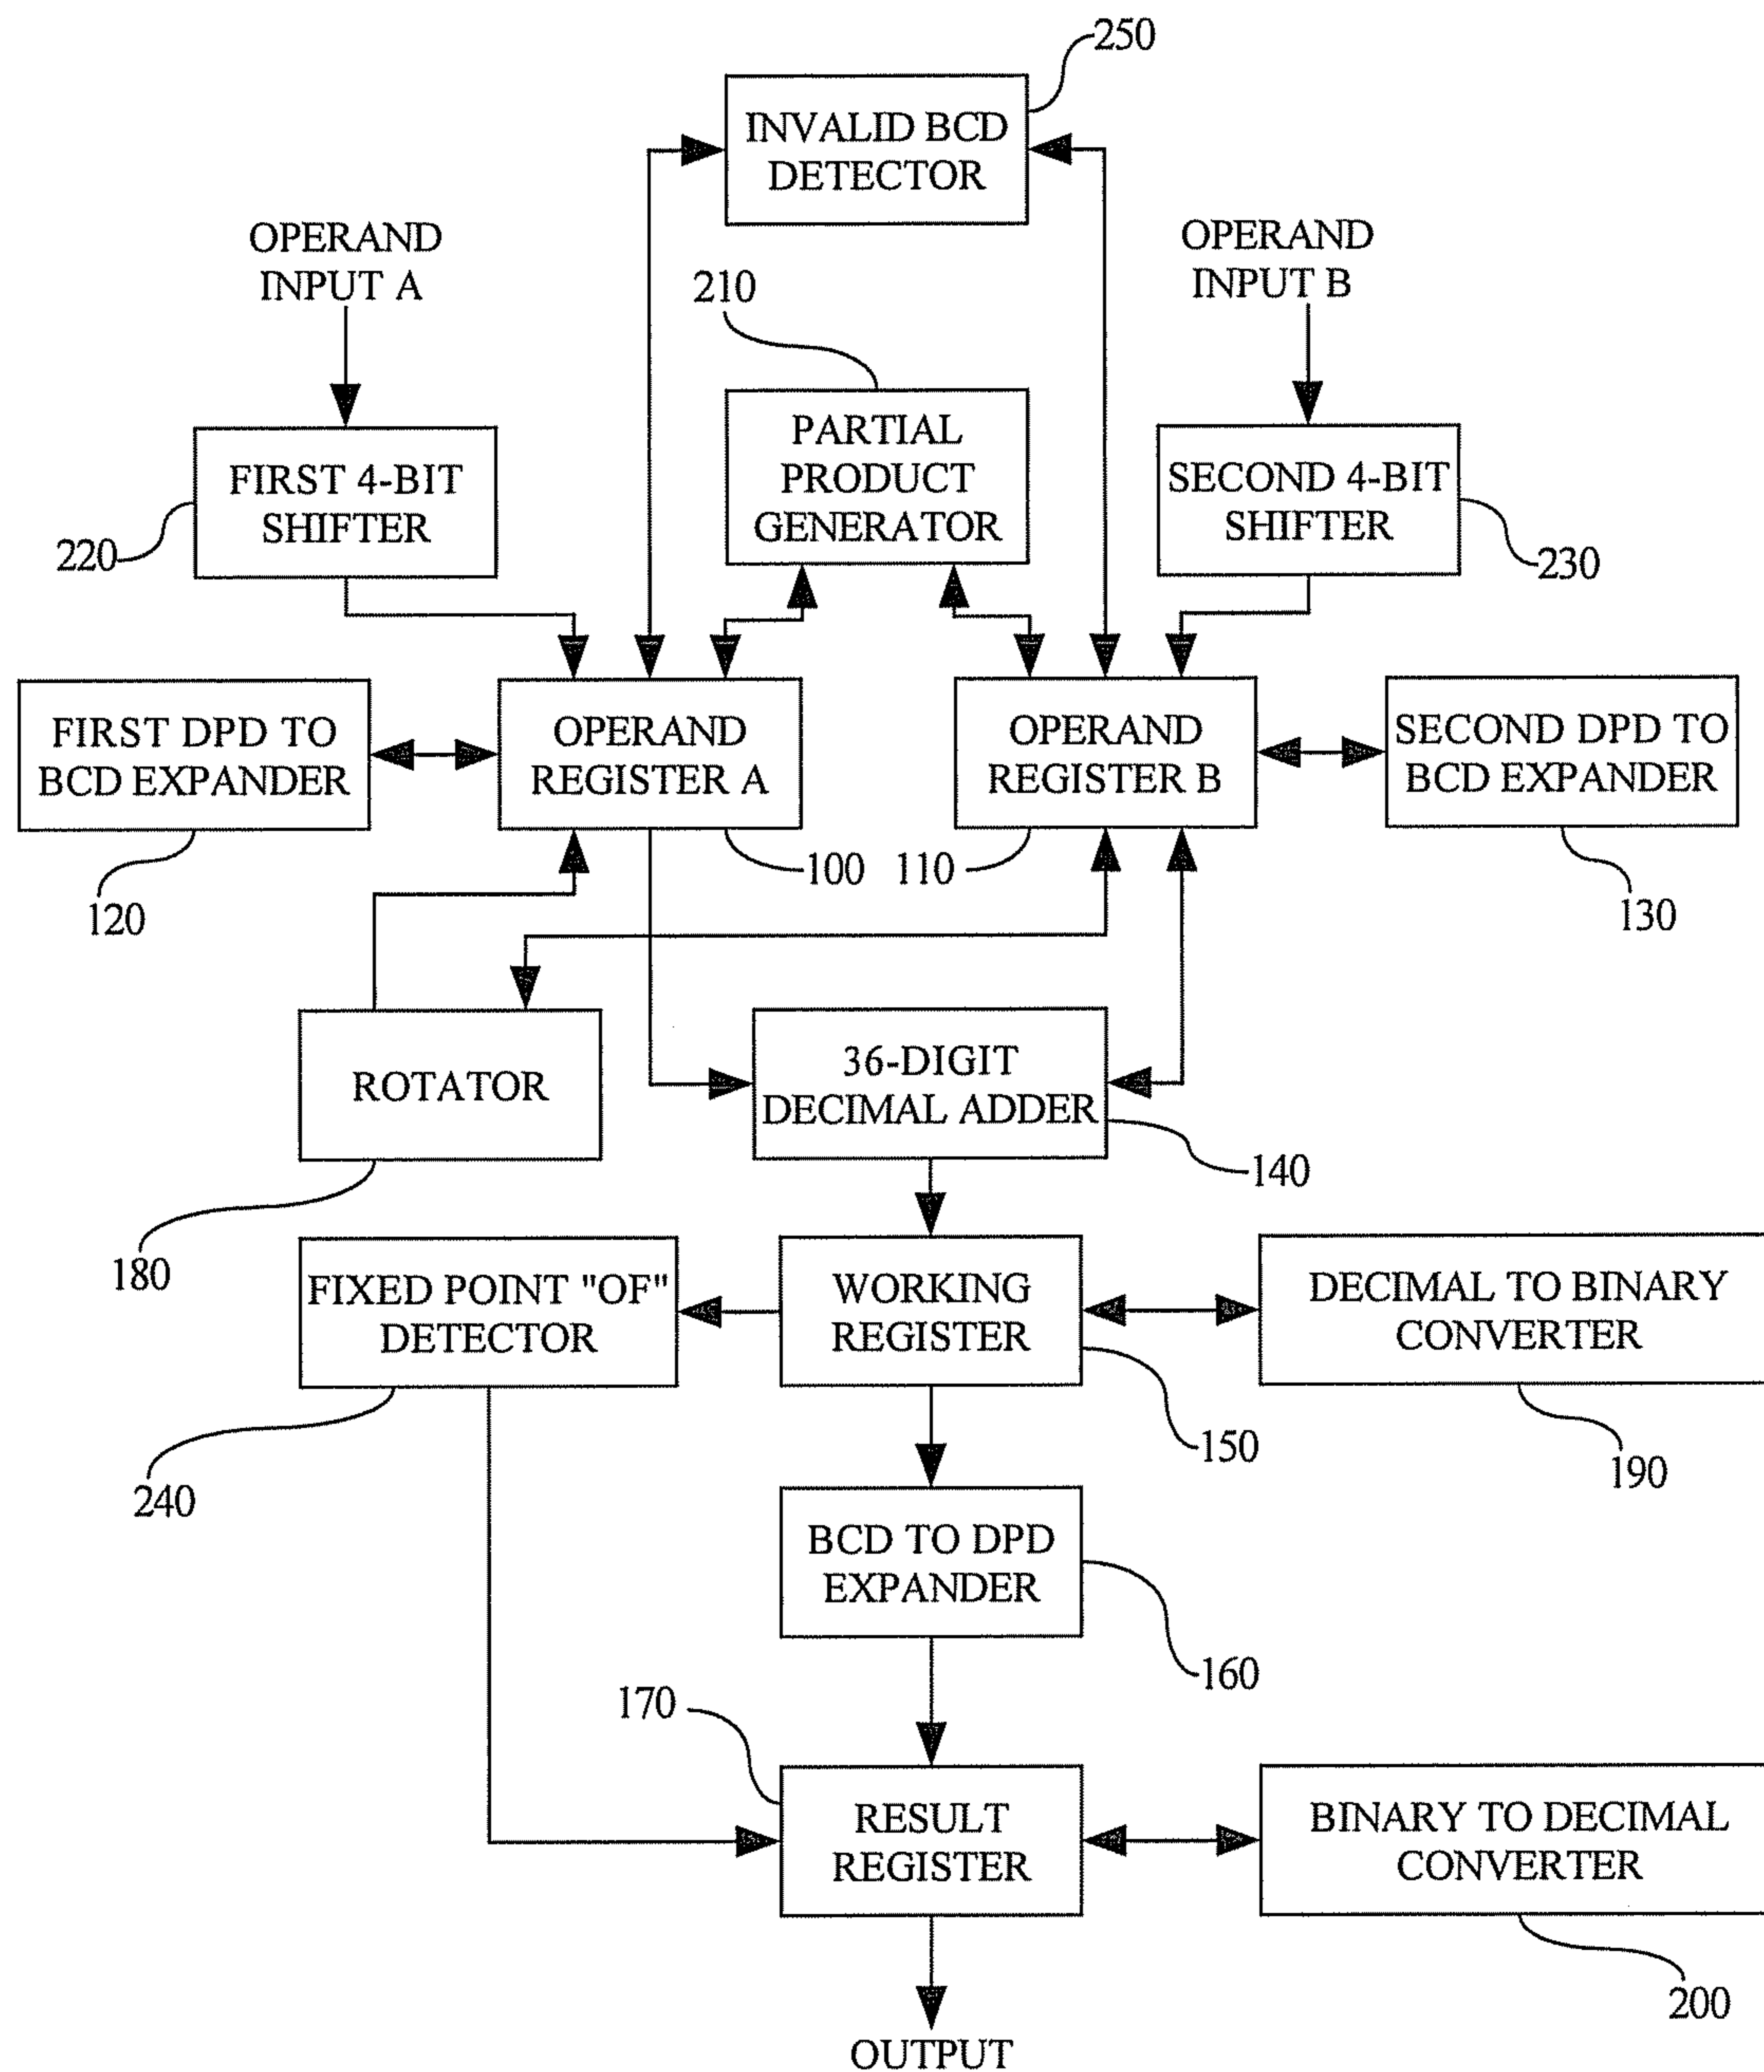 250
INVALID BCD
DETECTOR
OPERAND
INPUT A
OPERAND
INPUT B
210
PARTIAL
PRODUCT
GENERATOR
FIRST 4-BIT
SHIFTER
220
SECOND 4-BIT
SHIFTER
230
FIRST DPD TO
BCD EXPANDER
120
OPERAND
REGISTER A
100
OPERAND
REGISTER B
110
SECOND DPD TO
BCD EXPANDER
130
ROTATOR
180
36-DIGIT
DECIMAL ADDER
140
FIXED POINT "OF"
DETECTOR
240
WORKING
REGISTER
150
DECIMAL TO BINARY
CONVERTER
190
BCD TO DPD
EXPANDER
160
170
RESULT
REGISTER
BINARY TO DECIMAL
CONVERTER
200
OUTPUT